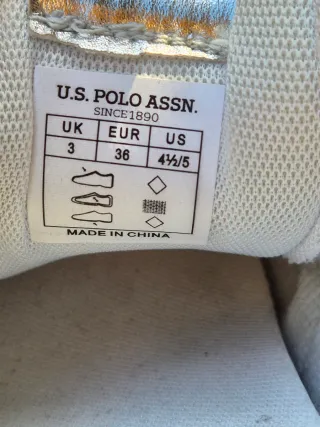 U.S. POLO ASSN.
SINCE1890
UK EUR US
3 36 4½/5
MADE IN CHINA